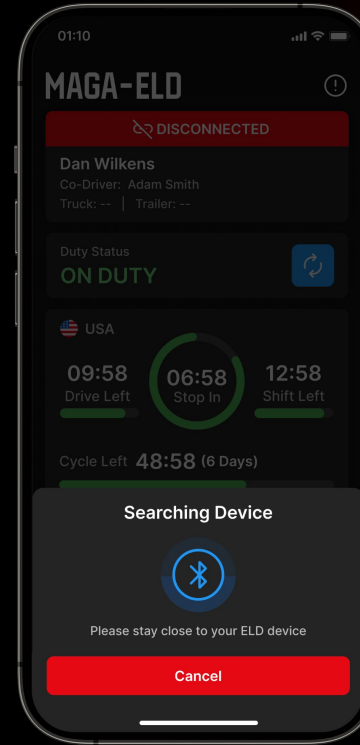 01:10
MAGA-ELD
DISCONNECTED
Dan Wilkens
Co-Driver: Adam Smith
Truck: -- | Trailer: --
Duty Status
ON DUTY
USA
09:58 06:58 12:58
Drive Left Stop In Shift Left
Cycle Left 48:58 (6 Days)
Searching Device
Please stay close to your ELD device
Cancel